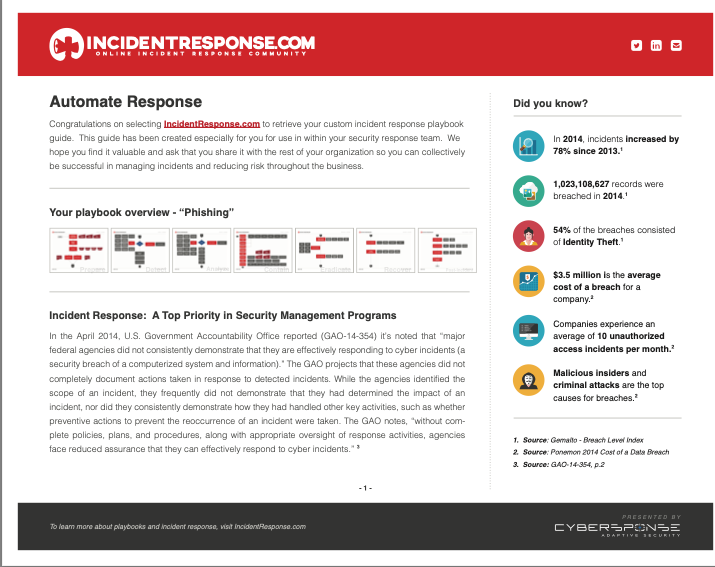 INCIDENTRESPONSE.COM
ONLINE INCIDENT RESPONSE COMMUNITY
Automate Response
Congratulations on selecting IncidentResponse.com to retrieve your custom incident response playbook
guide. This guide has been created especially for you for use in within your security response team. We
hope you find it valuable and ask that you share it with the rest of your organization so you can collectively
be successful in managing incidents and reducing risk throughout the business.
Your playbook overview - “Phishing”
Incident Response: A Top Priority in Security Management Programs
In the April 2014, U.S. Government Accountability Office reported (GAO-14-354) it's noted that “major
federal agencies did not consistently demonstrate that they are effectively responding to cyber incidents (a
security breach of a computerized system and information).” The GAO projects that these agencies did not
completely document actions taken in response to detected incidents. While the agencies identified the
scope of an incident, they frequently did not demonstrate that they had determined the impact of an
incident, nor did they consistently demonstrate how they had handled other key activities, such as whether
preventive actions to prevent the reoccurrence of an incident were taken. The GAO notes, “without com-
plete policies, plans, and procedures, along with appropriate oversight of response activities, agencies
face reduced assurance that they can effectively respond to cyber incidents.” 3
Did you know?
In 2014, incidents increased by
78% since 2013.1
1,023,108,627 records were
breached in 2014.1
54% of the breaches consisted
of Identity Theft.1
$3.5 million is the average
cost of a breach for a
company.2
Companies experience an
average of 10 unauthorized
access incidents per month.2
Malicious insiders and
criminal attacks are the top
causes for breaches.2
1. Source: Gemalto - Breach Level Index
2. Source: Ponemon 2014 Cost of a Data Breach
3. Source: GAO-14-354, p.2
- 1 -
To learn more about playbooks and incident response, visit IncidentResponse.com
PRESENTED BY
CYBERSPONSE
ADAPTIVE SECURITY